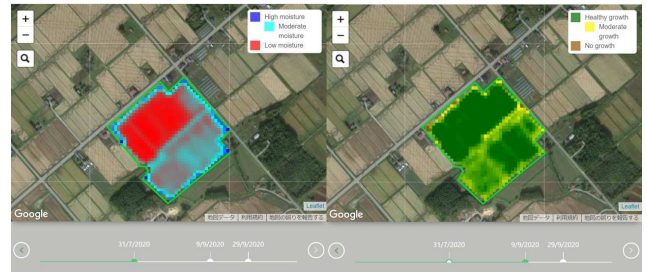 +
−
High moisture
Moderate
moisture
Low moisture
Leaflet
Google
地図データ 利用規約 地図の誤りを報告する
31/7/2020 9/9/2020 29/9/2020
+
−
Healthy growth
Moderate
growth
No growth
Leaflet
Google
地図データ 利用規約 地図の誤りを報告する
31/7/2020 9/9/2020 29/9/2020